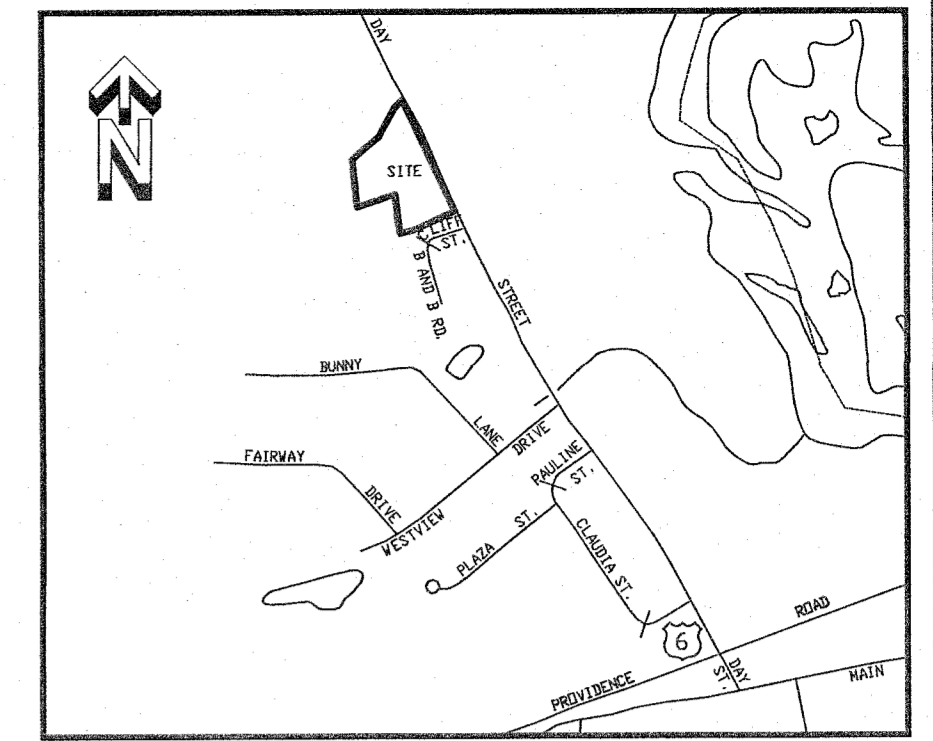 DAY
N
SITE
CLIFF
ST.
B AND B RD.
STREET
BUNNY
LANE
DRIVE
FAIRWAY
DRIVE
WESTVIEW
PAULINE
ST.
PLAZA ST.
CLAUDIA ST.
6
ROAD
PROVIDENCE
DAY
ST.
MAIN